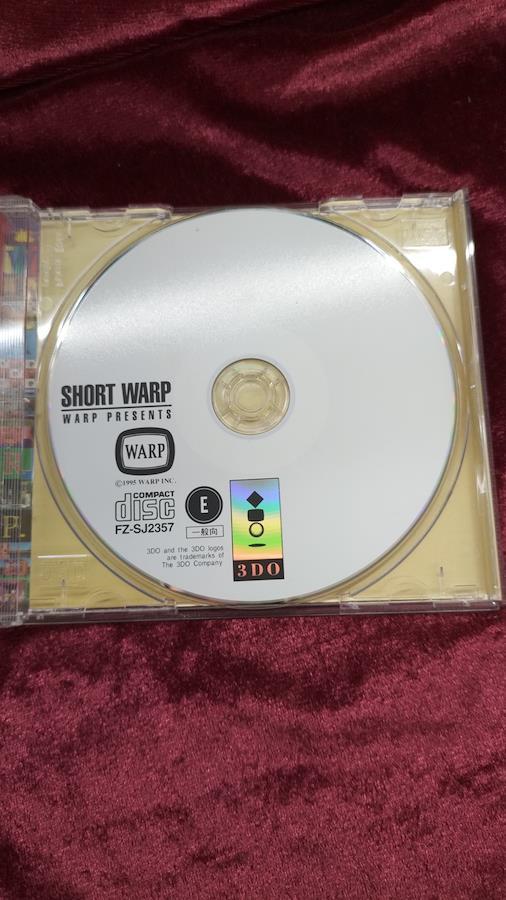 SHORT WARP
WARP PRESENTS
WARP
©1995 WARP INC.
COMPACT
disc
FZ-SJ2357
E
一般向
3DO and the 3DO logos
are trademarks of
The 3DO Company
3DO